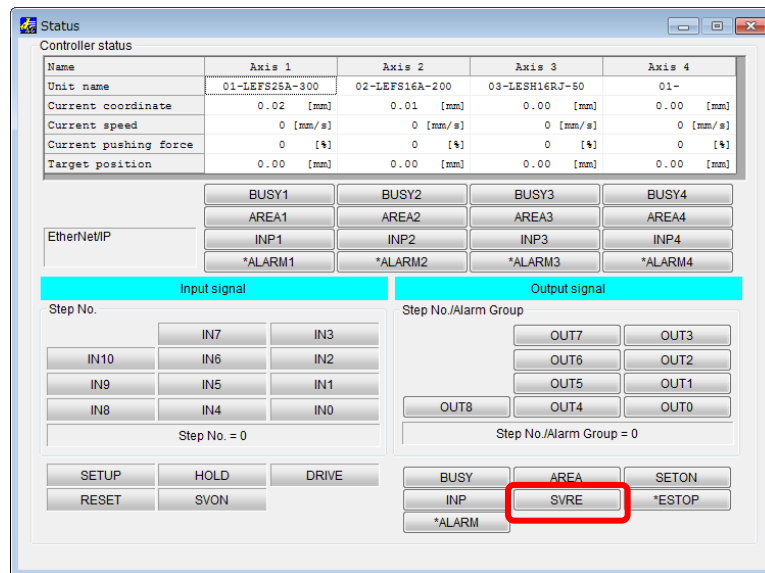 Status
Controller status
Name Axis 1 Axis 2 Axis 3 Axis 4
Unit name 01-LEFS25A-300 02-LEFS16A-200 03-LESH16RJ-50 01-
Current coordinate 0.02 [mm] 0.01 [mm] 0.00 [mm] 0.00 [mm]
Current speed 0 [mm/s] 0 [mm/s] 0 [mm/s] 0 [mm/s]
Current pushing force 0 [%] 0 [%] 0 [%] 0 [%]
Target position 0.00 [mm] 0.00 [mm] 0.00 [mm] 0.00 [mm]
BUSY1 BUSY2 BUSY3 BUSY4
AREA1 AREA2 AREA3 AREA4
EtherNet/IP INP1 INP2 INP3 INP4
*ALARM1 *ALARM2 *ALARM3 *ALARM4
Input signal Output signal
Step No. Step No./Alarm Group
IN7 IN3 OUT7 OUT3
IN10 IN6 IN2 OUT6 OUT2
IN9 IN5 IN1 OUT5 OUT1
IN8 IN4 IN0 OUT8 OUT4 OUT0
Step No. = 0 Step No./Alarm Group = 0
SETUP HOLD DRIVE BUSY AREA SETON
RESET SVON INP SVRE *ESTOP
*ALARM